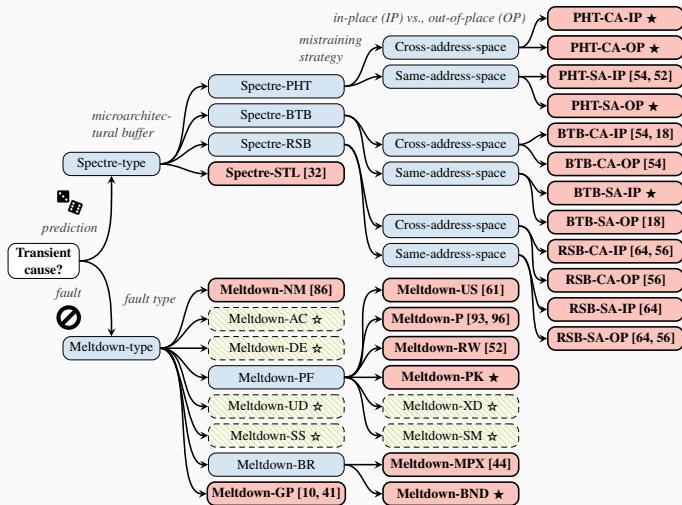 in-place (IP) vs., out-of-place (OP)
PHT-CA-IP ★
mistraining
strategy
Cross-address-space
PHT-CA-OP ★
Spectre-PHT
Same-address-space
PHT-SA-IP [54, 52]
microarchitec-
tural buffer
Spectre-BTB
PHT-SA-OP ★
Spectre-RSB
Cross-address-space
BTB-CA-IP [54, 18]
Spectre-type
Spectre-STL [32]
Same-address-space
BTB-CA-OP [54]
BTB-SA-IP ★
prediction
Cross-address-space
BTB-SA-OP [18]
Transient
cause?
Same-address-space
RSB-CA-IP [64, 56]
RSB-CA-OP [56]
fault
fault type
Meltdown-NM [86]
Meltdown-US [61]
RSB-SA-IP [64]
Meltdown-AC ☆
Meltdown-P [93, 96]
RSB-SA-OP [64, 56]
Meltdown-type
Meltdown-DE ☆
Meltdown-RW [52]
Meltdown-PF
Meltdown-PK ★
Meltdown-UD ☆
Meltdown-XD ☆
Meltdown-SS ☆
Meltdown-SM ☆
Meltdown-BR
Meltdown-MPX [44]
Meltdown-GP [10, 41]
Meltdown-BND ★